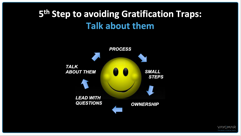 5th Step to avoiding Gratification Traps:
Talk about them
PROCESS
TALK
ABOUT THEM
SMALL
STEPS
LEAD WITH
QUESTIONS
OWNERSHIP